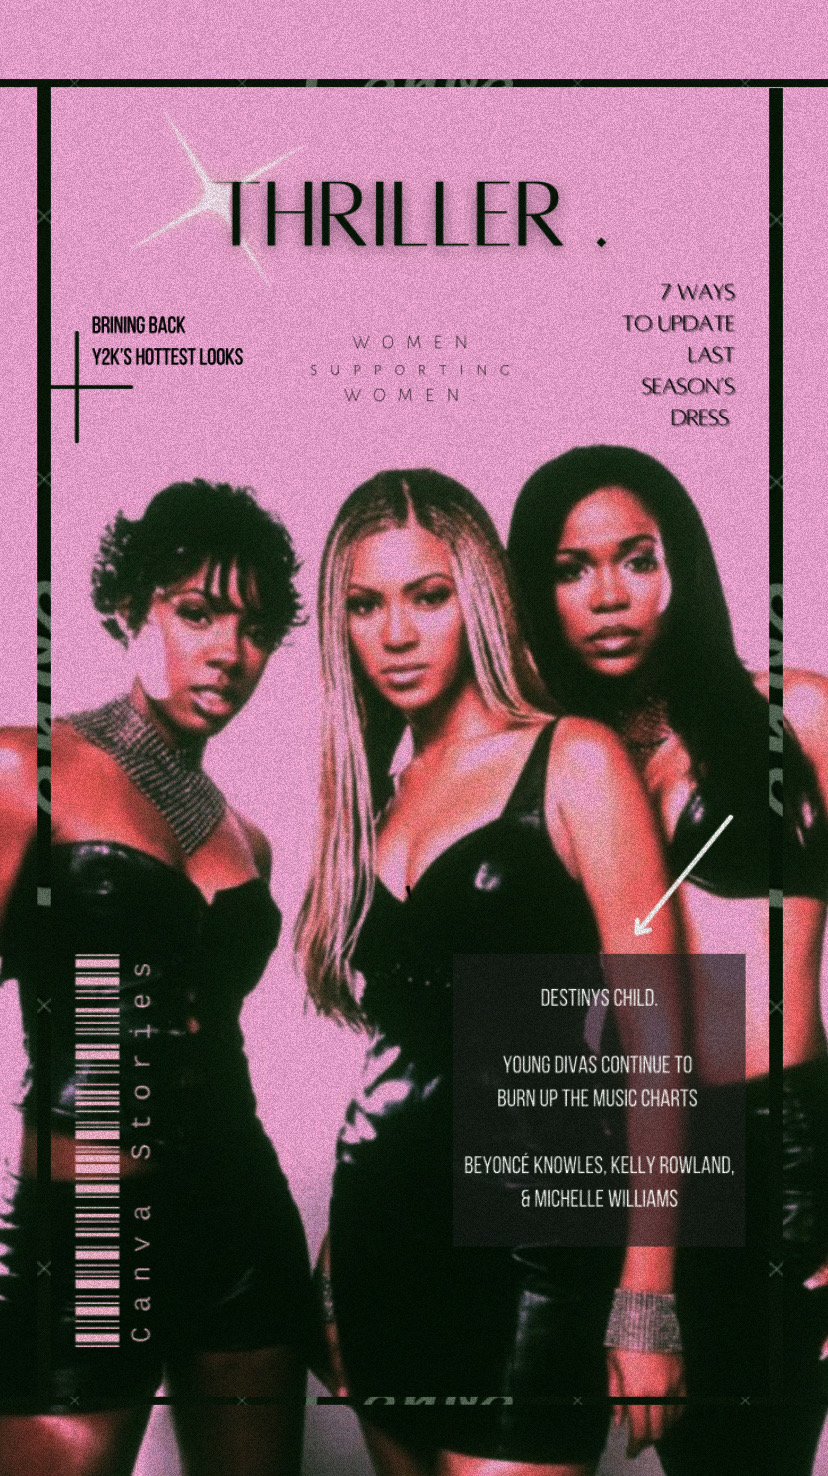 THRILLER .
BRINING BACK
Y2K'S HOTTEST LOOKS
WOMEN
SUPPORTING
WOMEN.
7 WAYS
TO UPDATE
LAST
SEASON'S
DRESS
DESTINYS CHILD.
YOUNG DIVAS CONTINUE TO
BURN UP THE MUSIC CHARTS
BEYONCÉ KNOWLES, KELLY ROWLAND,
& MICHELLE WILLIAMS
Canva Stories